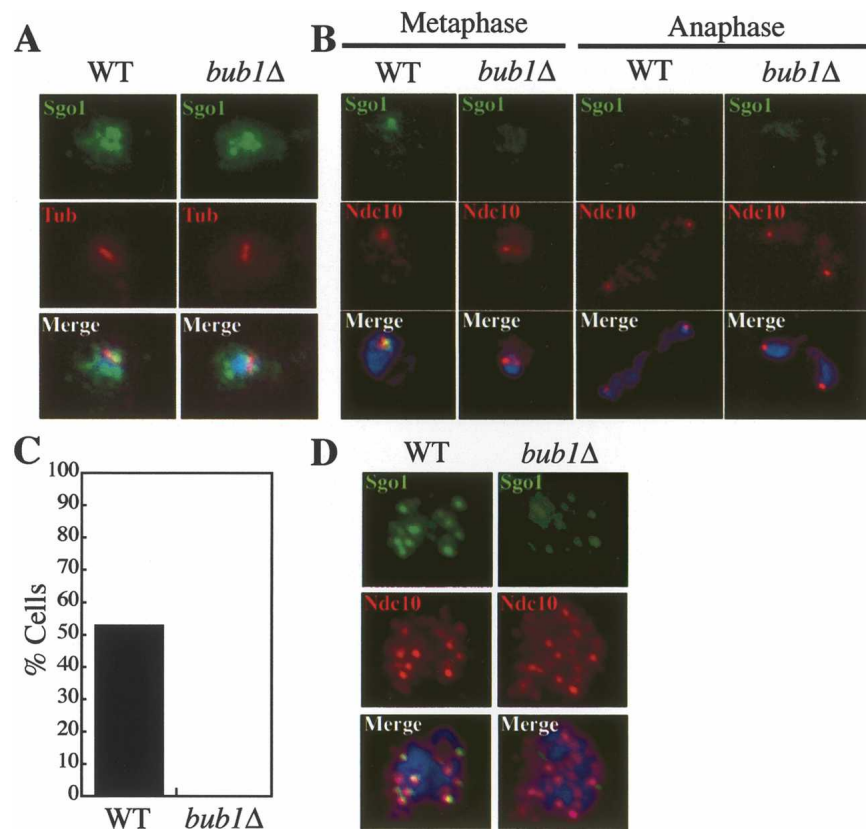 A
WT
bub1Δ
Sgo1
Sgo1
Tub
Tub
Merge
Merge
B
Metaphase
Anaphase
WT
bub1Δ
WT
bub1Δ
Sgo1
Sgo1
Sgo1
Sgo1
Ndc10
Ndc10
Ndc10
Ndc10
Merge
Merge
Merge
Merge
C
% Cells
100
90
80
70
60
50
40
30
20
10
0
WT
bub1Δ
D
WT
bub1Δ
Sgo1
Sgo1
Ndc10
Ndc10
Merge
Merge